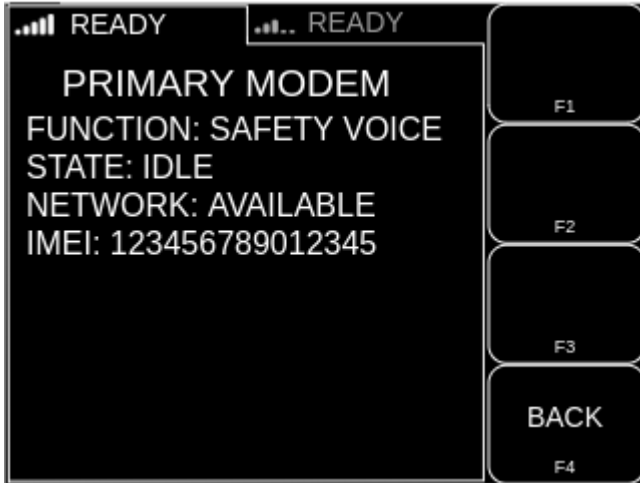 READY
READY
PRIMARY MODEM
FUNCTION: SAFETY VOICE
STATE: IDLE
NETWORK: AVAILABLE
IMEI: 123456789012345
F1
F2
F3
BACK
F4